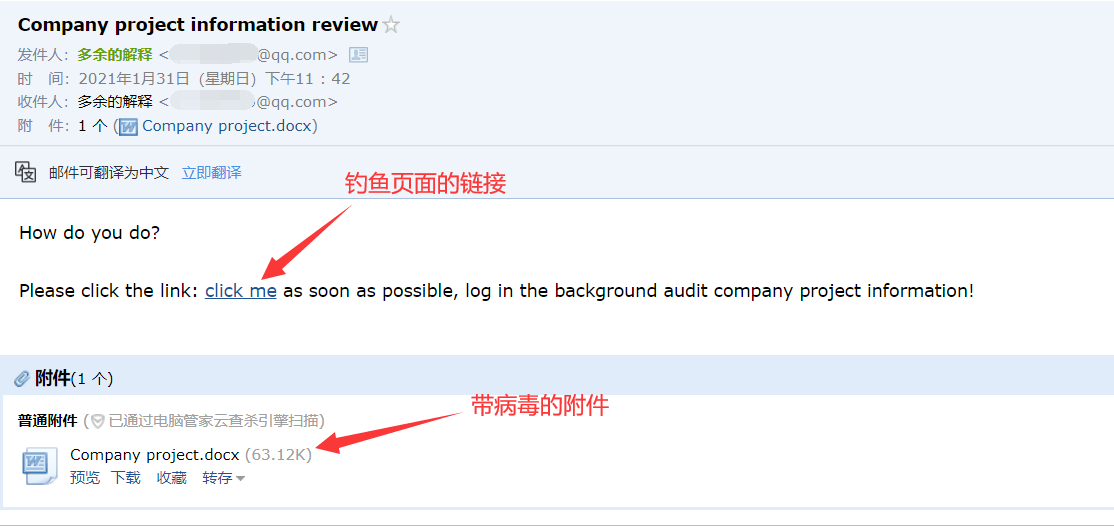 Company project information review
发件人：多余的解释 < @qq.com>
时 间：2021年1月31日（星期日）下午11：42
收件人：多余的解释 < @qq.com>
附 件：1 个 ( Company project.docx)
邮件可翻译为中文 立即翻译
钓鱼页面的链接
How do you do?
Please click the link: click me as soon as possible, log in the background audit company project information!
附件(1 个)
带病毒的附件
普通附件 ( 已通过电脑管家云查杀引擎扫描)
Company project.docx (63.12K)
预览 下载 收藏 转存